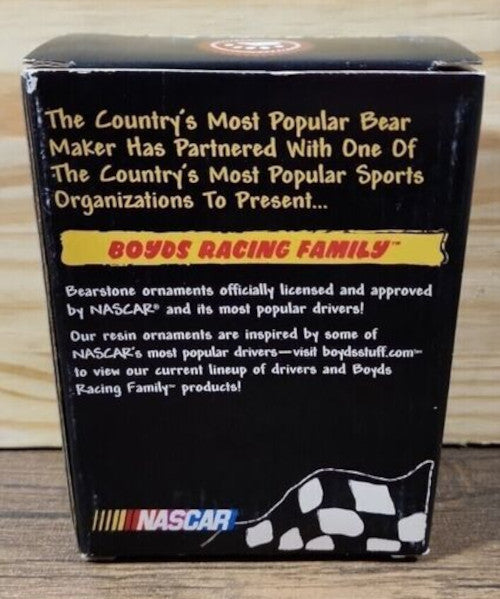 The Country's Most Popular Bear
Maker Has Partnered With One Of
The Country's Most Popular Sports
Organizations To Present...
BOYDS RACING FAMILY™
Bearstone ornaments officially licensed and approved
by NASCAR® and its most popular drivers!
Our resin ornaments are inspired by some of
NASCAR's most popular drivers—visit boydsstuff.com™
to view our current lineup of drivers and Boyds
Racing Family™ products!
NASCAR